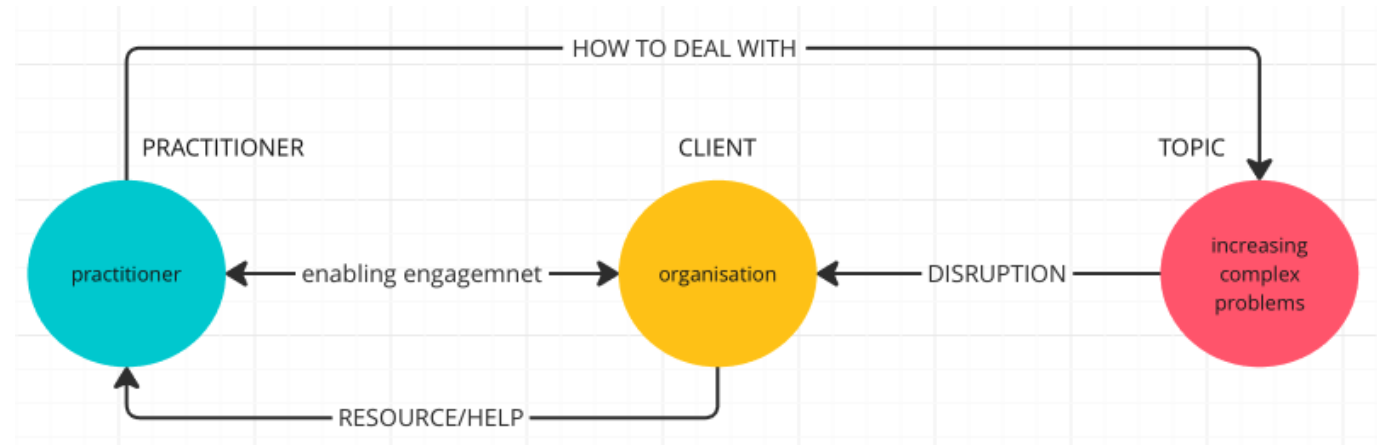 HOW TO DEAL WITH
PRACTITIONER
CLIENT
TOPIC
practitioner
enabling engagemnet
organisation
DISRUPTION
increasing
complex
problems
RESOURCE/HELP